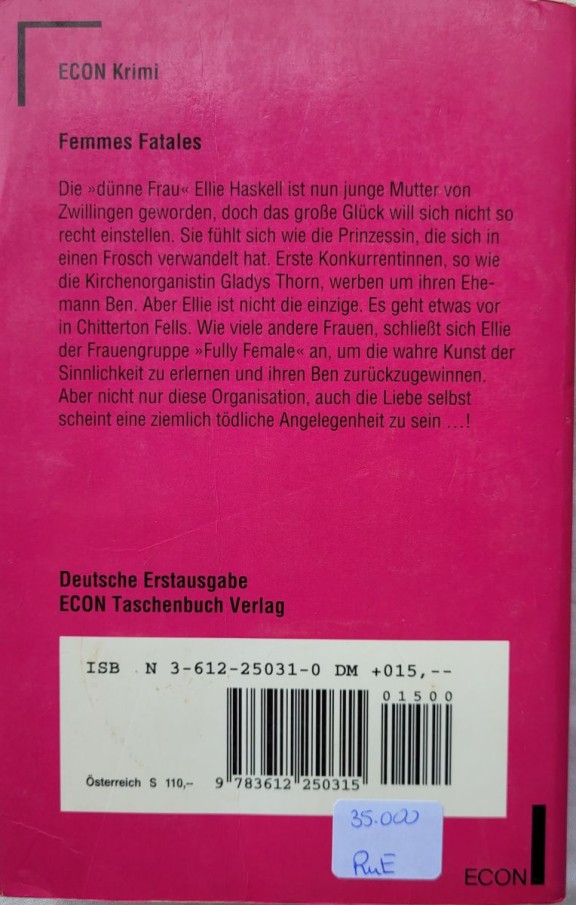 ECON Krimi
Femmes Fatales
Die »dünne Frau« Ellie Haskell ist nun junge Mutter von
Zwillingen geworden, doch das große Glück will sich nicht so
recht einstellen. Sie fühlt sich wie die Prinzessin, die sich in
einen Frosch verwandelt hat. Erste Konkurrentinnen, so wie
die Kirchenorganistin Gladys Thorn, werben um ihren Ehe-
mann Ben. Aber Ellie ist nicht die einzige. Es geht etwas vor
in Chitterton Fells. Wie viele andere Frauen, schließt sich Ellie
der Frauengruppe »Fully Female« an, um die wahre Kunst der
Sinnlichkeit zu erlernen und ihren Ben zurückzugewinnen.
Aber nicht nur diese Organisation, auch die Liebe selbst
scheint eine ziemlich tödliche Angelegenheit zu sein ...!
Deutsche Erstausgabe
ECON Taschenbuch Verlag
ISB N 3-612-25031-0 DM +015,--
01500
Österreich S 110,– 9 783612 250315
35.000
RuE
ECON